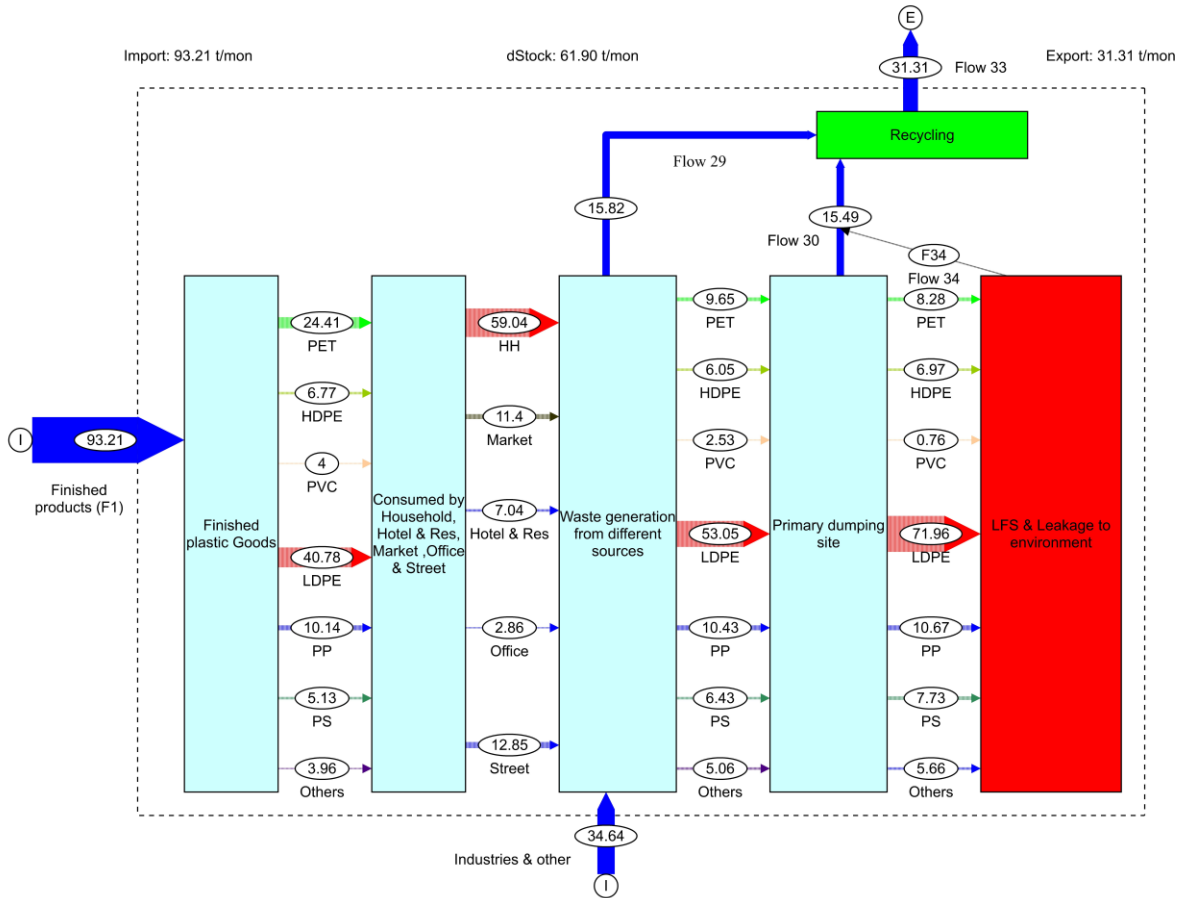 E
Import: 93.21 t/mon
dStock: 61.90 t/mon
Export: 31.31 t/mon
31.31
Flow 33
Recycling
Flow 29
15.82
15.49
Flow 30
F34
Flow 34
I
93.21
Finished
products (F1)
Finished
plastic Goods
24.41
PET
6.77
HDPE
4
PVC
40.78
LDPE
10.14
PP
5.13
PS
3.96
Others
Consumed by
Household,
Hotel & Res,
Market ,Office
& Street
59.04
HH
11.4
Market
7.04
Hotel & Res
2.86
Office
12.85
Street
Waste generation
from different
sources
9.65
PET
6.05
HDPE
2.53
PVC
53.05
LDPE
10.43
PP
6.43
PS
5.06
Others
Primary dumping
site
8.28
PET
6.97
HDPE
0.76
PVC
71.96
LDPE
10.67
PP
7.73
PS
5.66
Others
LFS & Leakage to
environment
34.64
Industries & other
I